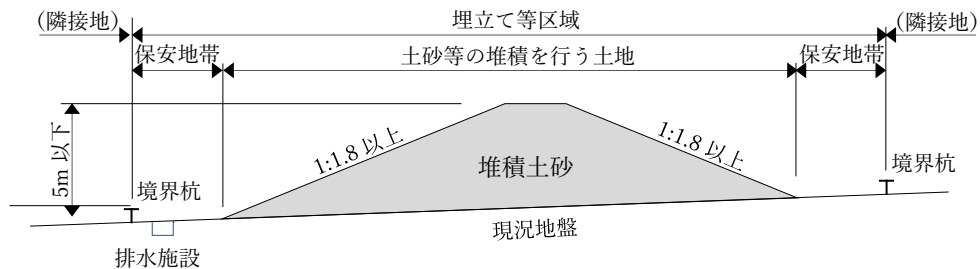 (隣接地)
埋立て等区域
(隣接地)
保安地帯
土砂等の堆積を行う土地
保安地帯
5m 以下
1:1.8 以上
1:1.8 以上
堆積土砂
境界杭
境界杭
現況地盤
排水施設